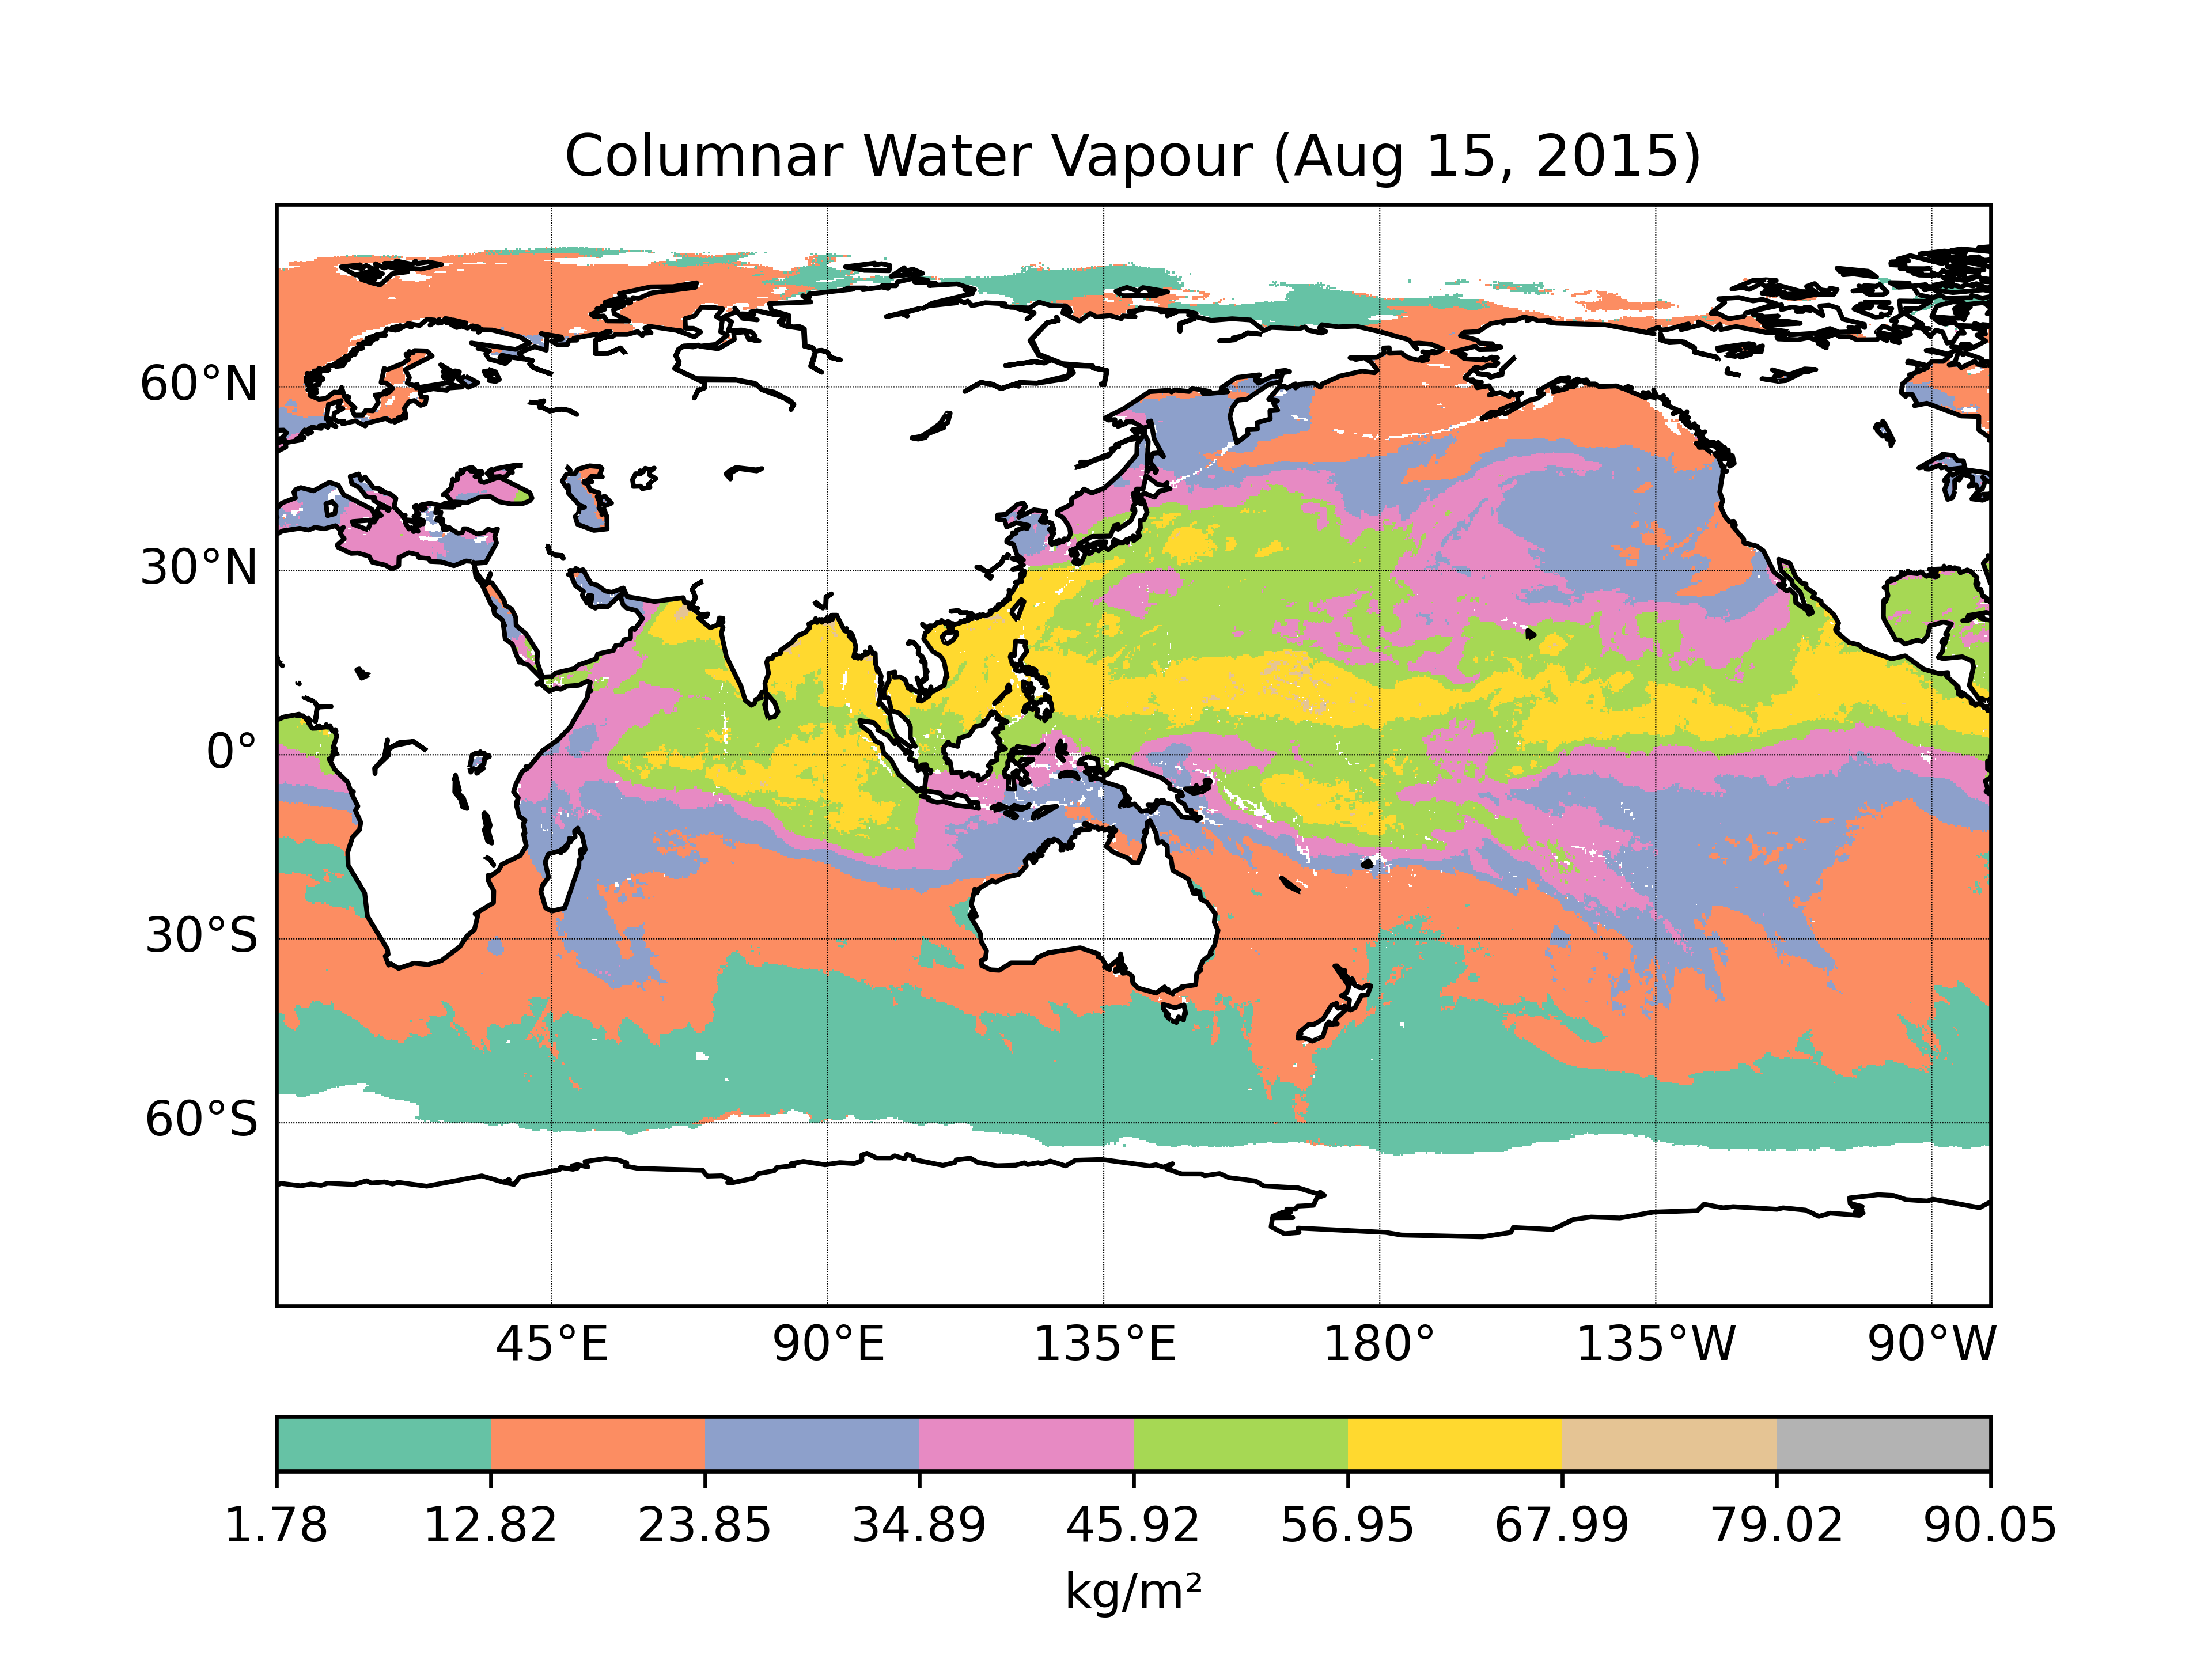 Columnar Water Vapour (Aug 15, 2015)
60°N
30°N
0°
30°S
60°S
45°E 90°E 135°E 180° 135°W 90°W
1.78 12.82 23.85 34.89 45.92 56.95 67.99 79.02 90.05
kg/m²